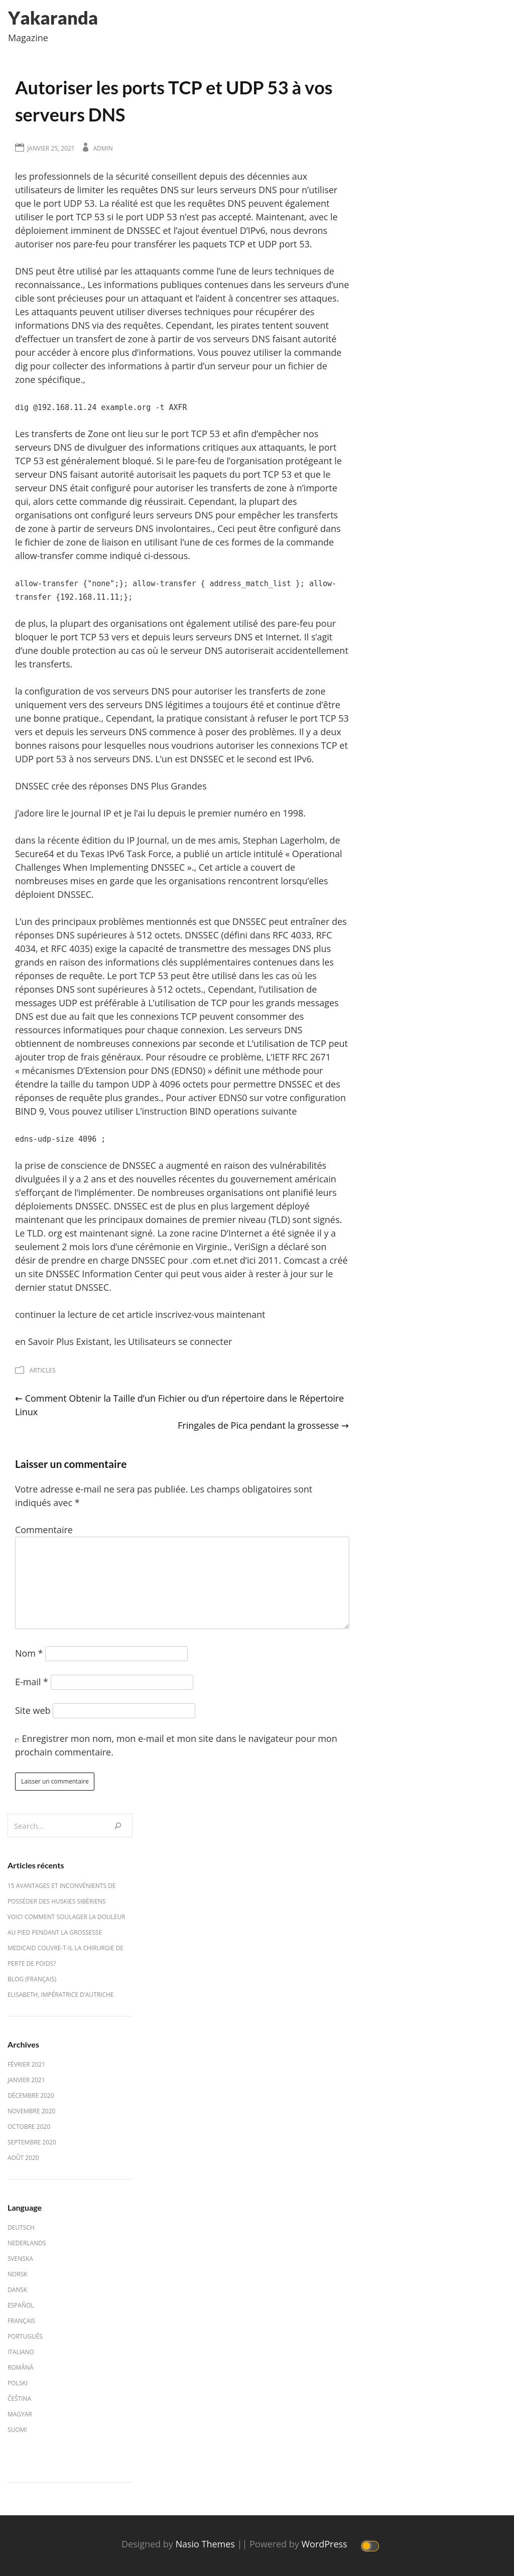 Yakaranda
Magazine
Autoriser les ports TCP et UDP 53 à vos
serveurs DNS
JANVIER 25, 2021 ADMIN
les professionnels de la sécurité conseillent depuis des décennies aux
utilisateurs de limiter les requêtes DNS sur leurs serveurs DNS pour n’utiliser
que le port UDP 53. La réalité est que les requêtes DNS peuvent également
utiliser le port TCP 53 si le port UDP 53 n’est pas accepté. Maintenant, avec le
déploiement imminent de DNSSEC et l’ajout éventuel D’IPv6, nous devrons
autoriser nos pare-feu pour transférer les paquets TCP et UDP port 53.
DNS peut être utilisé par les attaquants comme l’une de leurs techniques de
reconnaissance., Les informations publiques contenues dans les serveurs d’une
cible sont précieuses pour un attaquant et l’aident à concentrer ses attaques.
Les attaquants peuvent utiliser diverses techniques pour récupérer des
informations DNS via des requêtes. Cependant, les pirates tentent souvent
d’effectuer un transfert de zone à partir de vos serveurs DNS faisant autorité
pour accéder à encore plus d’informations. Vous pouvez utiliser la commande
dig pour collecter des informations à partir d’un serveur pour un fichier de
zone spécifique.,
dig @192.168.11.24 example.org -t AXFR
Les transferts de Zone ont lieu sur le port TCP 53 et afin d’empêcher nos
serveurs DNS de divulguer des informations critiques aux attaquants, le port
TCP 53 est généralement bloqué. Si le pare-feu de l’organisation protégeant le
serveur DNS faisant autorité autorisait les paquets du port TCP 53 et que le
serveur DNS était configuré pour autoriser les transferts de zone à n’importe
qui, alors cette commande dig réussirait. Cependant, la plupart des
organisations ont configuré leurs serveurs DNS pour empêcher les transferts
de zone à partir de serveurs DNS involontaires., Ceci peut être configuré dans
le fichier de zone de liaison en utilisant l’une de ces formes de la commande
allow-transfer comme indiqué ci-dessous.
allow-transfer {"none";}; allow-transfer { address_match_list }; allow-
transfer {192.168.11.11;};
de plus, la plupart des organisations ont également utilisé des pare-feu pour
bloquer le port TCP 53 vers et depuis leurs serveurs DNS et Internet. Il s’agit
d’une double protection au cas où le serveur DNS autoriserait accidentellement
les transferts.
la configuration de vos serveurs DNS pour autoriser les transferts de zone
uniquement vers des serveurs DNS légitimes a toujours été et continue d’être
une bonne pratique., Cependant, la pratique consistant à refuser le port TCP 53
vers et depuis les serveurs DNS commence à poser des problèmes. Il y a deux
bonnes raisons pour lesquelles nous voudrions autoriser les connexions TCP et
UDP port 53 à nos serveurs DNS. L’un est DNSSEC et le second est IPv6.
DNSSEC crée des réponses DNS Plus Grandes
j’adore lire le journal IP et je l’ai lu depuis le premier numéro en 1998.
dans la récente édition du IP Journal, un de mes amis, Stephan Lagerholm, de
Secure64 et du Texas IPv6 Task Force, a publié un article intitulé « Operational
Challenges When Implementing DNSSEC »., Cet article a couvert de
nombreuses mises en garde que les organisations rencontrent lorsqu’elles
déploient DNSSEC.
L’un des principaux problèmes mentionnés est que DNSSEC peut entraîner des
réponses DNS supérieures à 512 octets. DNSSEC (défini dans RFC 4033, RFC
4034, et RFC 4035) exige la capacité de transmettre des messages DNS plus
grands en raison des informations clés supplémentaires contenues dans les
réponses de requête. Le port TCP 53 peut être utilisé dans les cas où les
réponses DNS sont supérieures à 512 octets., Cependant, l’utilisation de
messages UDP est préférable à L’utilisation de TCP pour les grands messages
DNS est due au fait que les connexions TCP peuvent consommer des
ressources informatiques pour chaque connexion. Les serveurs DNS
obtiennent de nombreuses connexions par seconde et L’utilisation de TCP peut
ajouter trop de frais généraux. Pour résoudre ce problème, L’IETF RFC 2671
« mécanismes D’Extension pour DNS (EDNS0) » définit une méthode pour
étendre la taille du tampon UDP à 4096 octets pour permettre DNSSEC et des
réponses de requête plus grandes., Pour activer EDNS0 sur votre configuration
BIND 9, Vous pouvez utiliser L’instruction BIND operations suivante
edns-udp-size 4096 ;
la prise de conscience de DNSSEC a augmenté en raison des vulnérabilités
divulguées il y a 2 ans et des nouvelles récentes du gouvernement américain
s’efforçant de l’implémenter. De nombreuses organisations ont planifié leurs
déploiements DNSSEC. DNSSEC est de plus en plus largement déployé
maintenant que les principaux domaines de premier niveau (TLD) sont signés.
Le TLD. org est maintenant signé. La zone racine D’Internet a été signée il y a
seulement 2 mois lors d’une cérémonie en Virginie., VeriSign a déclaré son
désir de prendre en charge DNSSEC pour .com et.net d’ici 2011. Comcast a créé
un site DNSSEC Information Center qui peut vous aider à rester à jour sur le
dernier statut DNSSEC.
continuer la lecture de cet article inscrivez-vous maintenant
en Savoir Plus Existant, les Utilisateurs se connecter
ARTICLES
← Comment Obtenir la Taille d’un Fichier ou d’un répertoire dans le Répertoire
Linux
Fringales de Pica pendant la grossesse →
Laisser un commentaire
Votre adresse e-mail ne sera pas publiée. Les champs obligatoires sont
indiqués avec *
Commentaire
Nom *
E-mail *
Site web
Enregistrer mon nom, mon e-mail et mon site dans le navigateur pour mon
prochain commentaire.
Laisser un commentaire
Search...
Articles récents
15 AVANTAGES ET INCONVÉNIENTS DE
POSSÉDER DES HUSKIES SIBÉRIENS
VOICI COMMENT SOULAGER LA DOULEUR
AU PIED PENDANT LA GROSSESSE
MEDICAID COUVRE-T-IL LA CHIRURGIE DE
PERTE DE POIDS?
BLOG (FRANÇAIS)
ELISABETH, IMPÉRATRICE D’AUTRICHE
Archives
FÉVRIER 2021
JANVIER 2021
DÉCEMBRE 2020
NOVEMBRE 2020
OCTOBRE 2020
SEPTEMBRE 2020
AOÛT 2020
Language
DEUTSCH
NEDERLANDS
SVENSKA
NORSK
DANSK
ESPAÑOL
FRANÇAIS
PORTUGUÊS
ITALIANO
ROMÂNĂ
POLSKI
ČEŠTINA
MAGYAR
SUOMI
Designed by Nasio Themes || Powered by WordPress